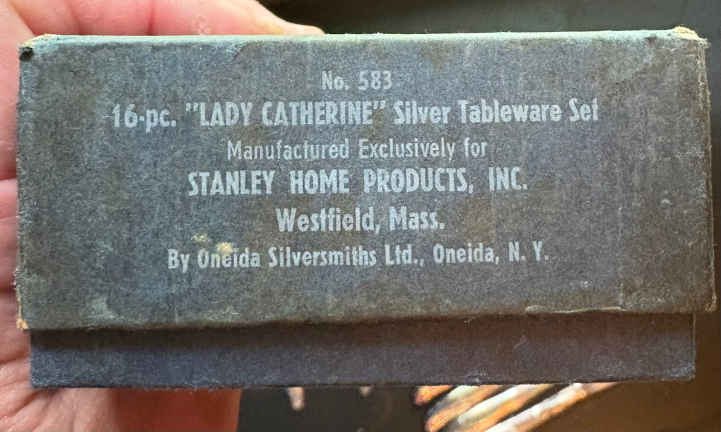 No. 583
16-pc. "LADY CATHERINE" Silver Tableware Set
Manufactured Exclusively for
STANLEY HOME PRODUCTS, INC.
Westfield, Mass.
By Oneida Silversmiths Ltd., Oneida, N. Y.